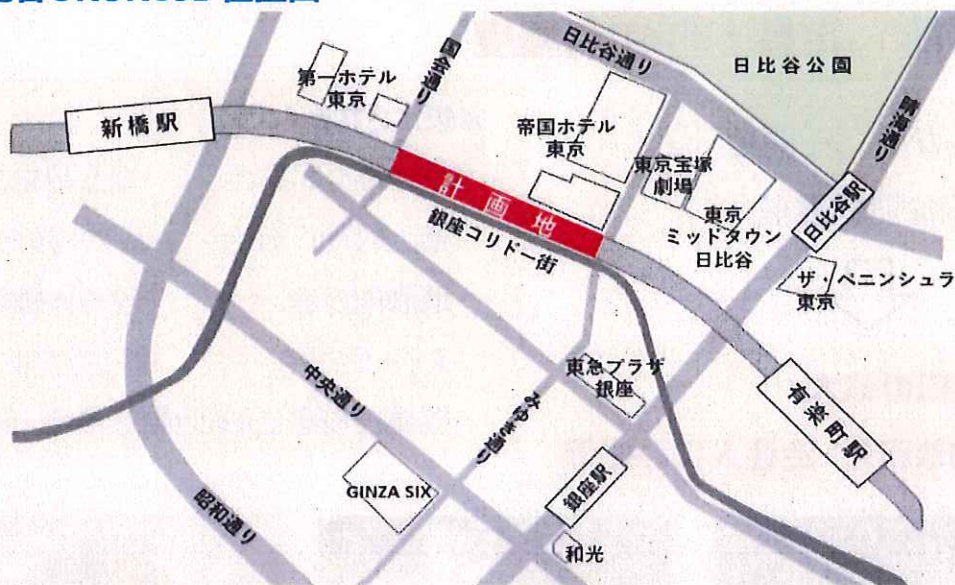 国会通り
日比谷通り
日比谷公園
第一ホテル
東京
晴海通り
新橋駅
帝国ホテル
東京
東京宝塚
劇場
計画地
日比谷駅
銀座コリドー街
東京
ミッドタウン
日比谷
ザ・ペニンシュラ
東京
東急プラザ
銀座
中央通り
みゆき通り
有楽町駅
GINZA SIX
銀座駅
昭和通り
和光